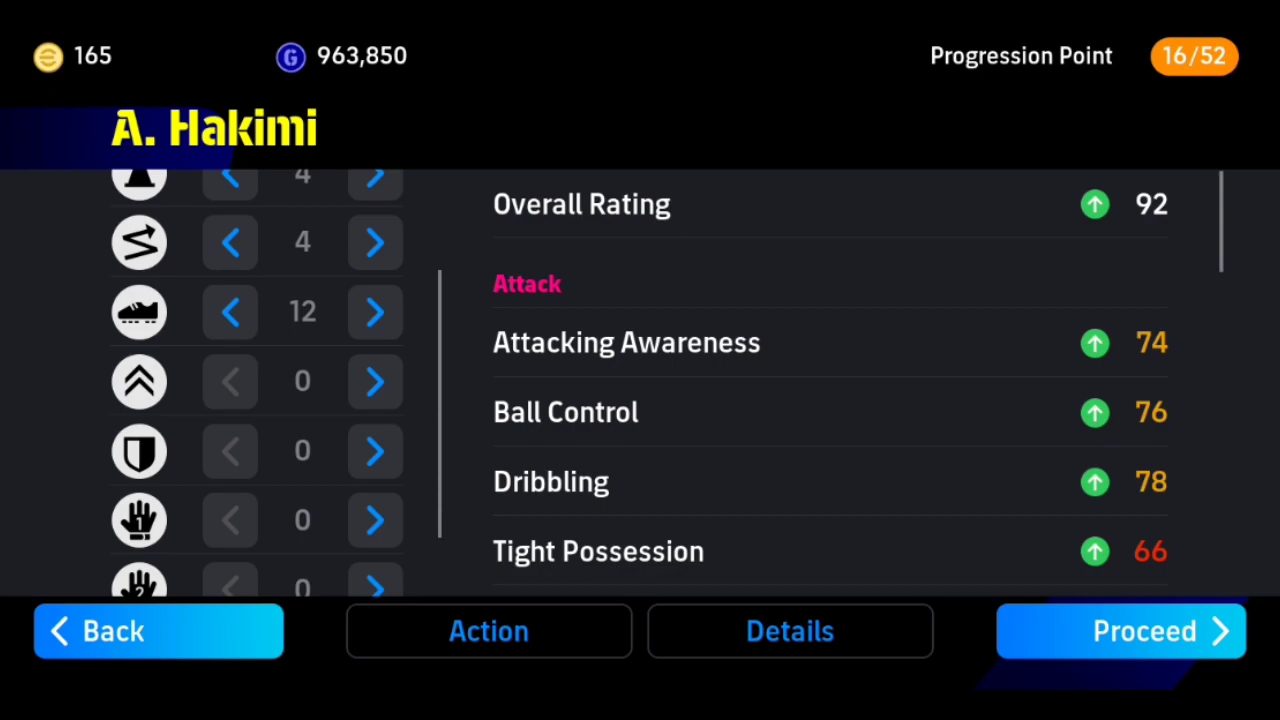 165
963,850
Progression Point
16/52
A. Hakimi
4
Overall Rating 92
4
Attack
12
Attacking Awareness 74
0
Ball Control 76
0
Dribbling 78
0
Tight Possession 66
0
Back
Action
Details
Proceed